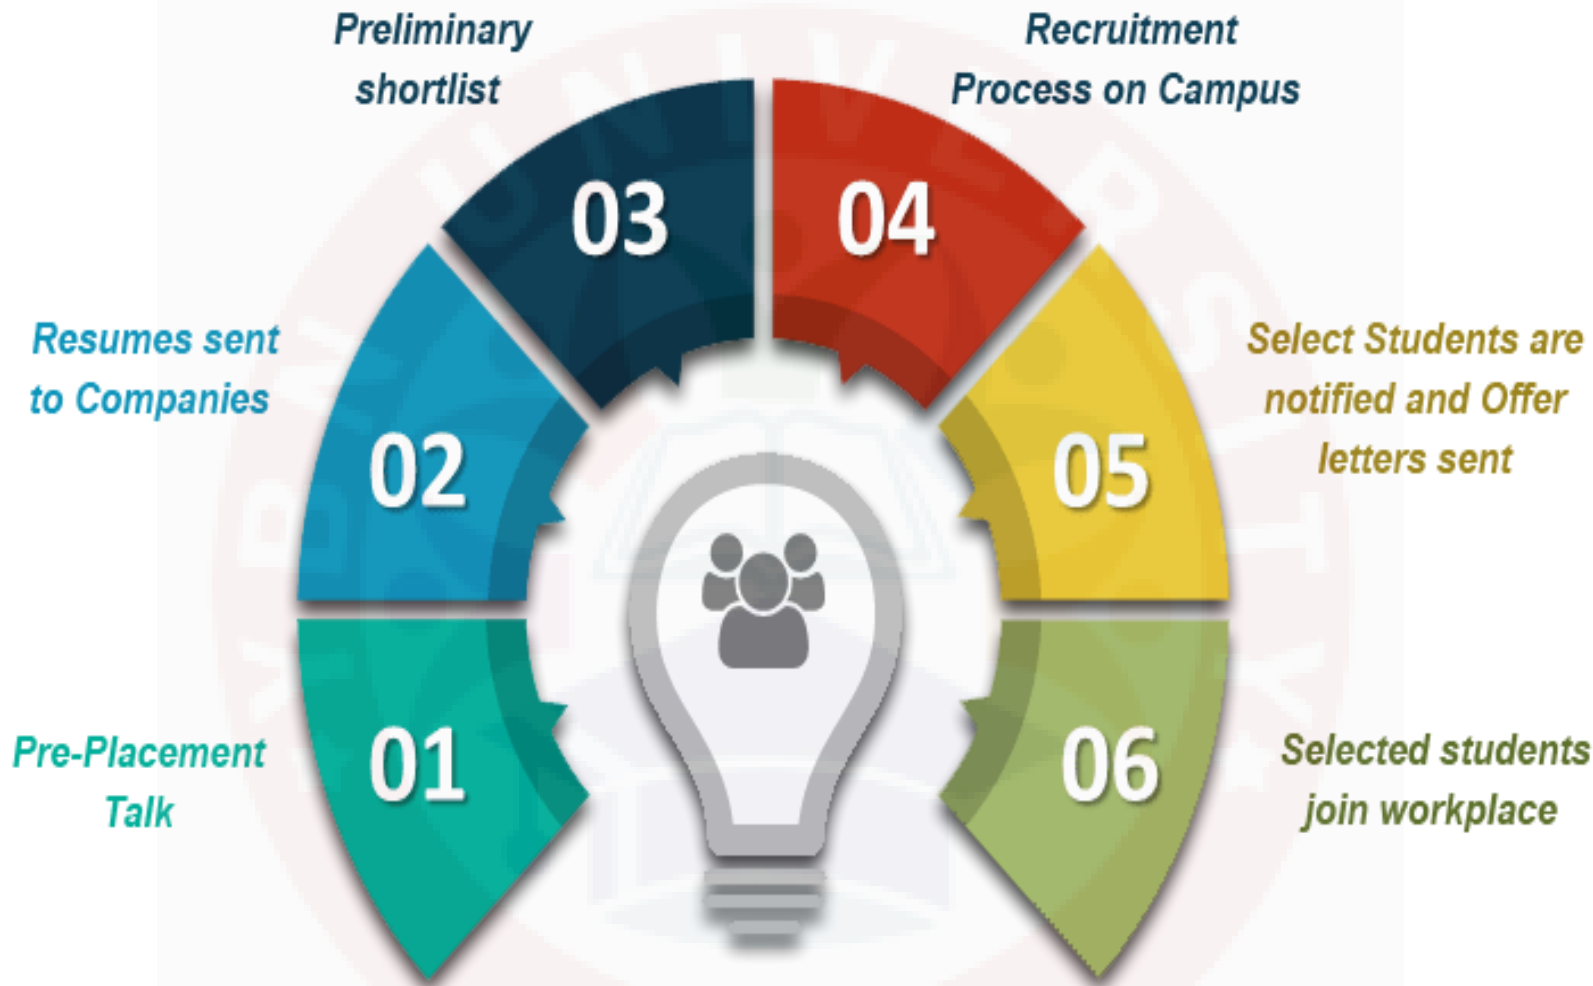 Pre-Placement
Talk
01
Resumes sent
to Companies
02
Preliminary
shortlist
03
Recruitment
Process on Campus
04
Select Students are
notified and Offer
letters sent
05
Selected students
join workplace
06
UNIVERSITY